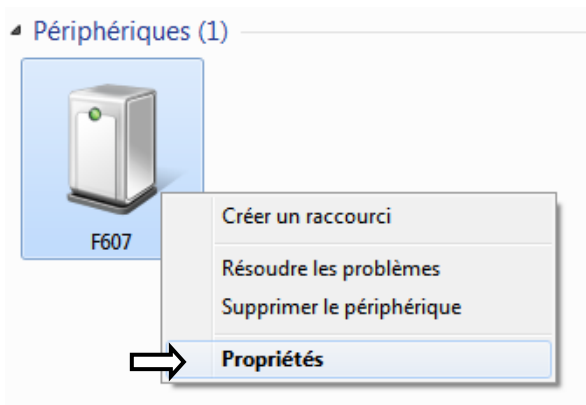 Périphériques (1)
F607
Créer un raccourci
Résoudre les problèmes
Supprimer le périphérique
Propriétés